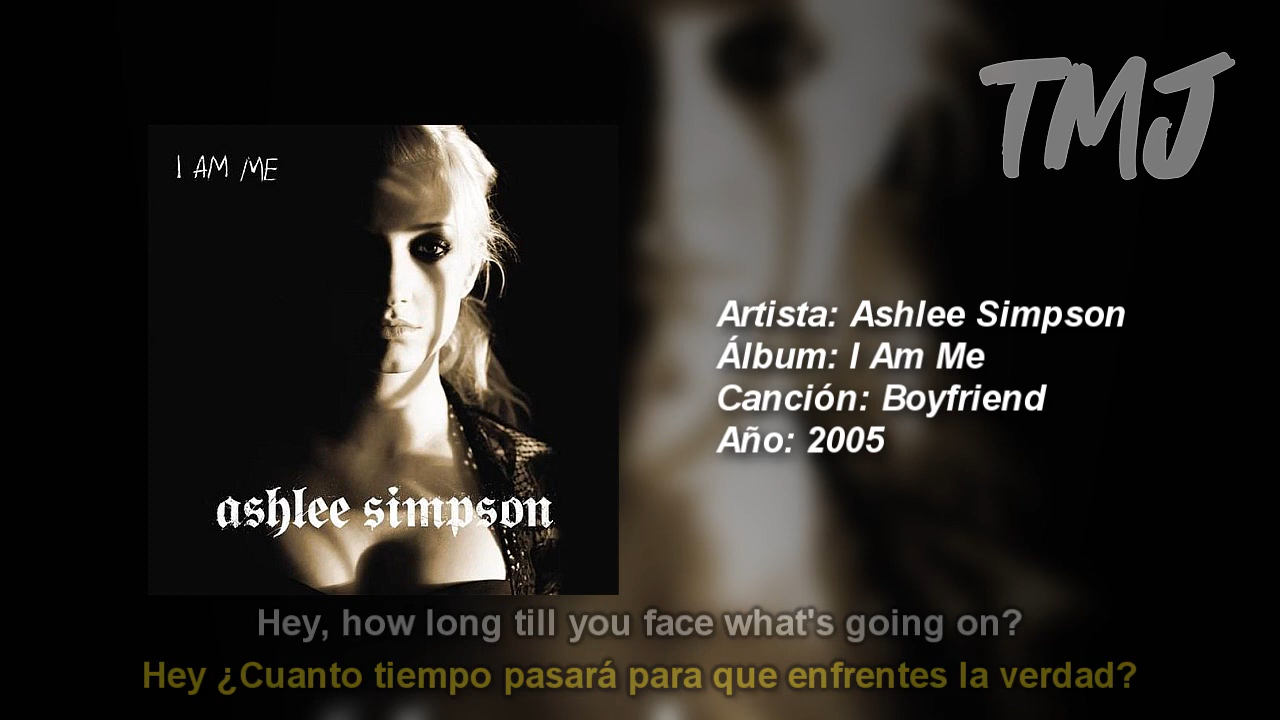 TMJ
I AM ME
ashlee simpson
Artista: Ashlee Simpson
Álbum: I Am Me
Canción: Boyfriend
Año: 2005
Hey, how long till you face what's going on?
Hey ¿Cuanto tiempo pasará para que enfrentes la verdad?